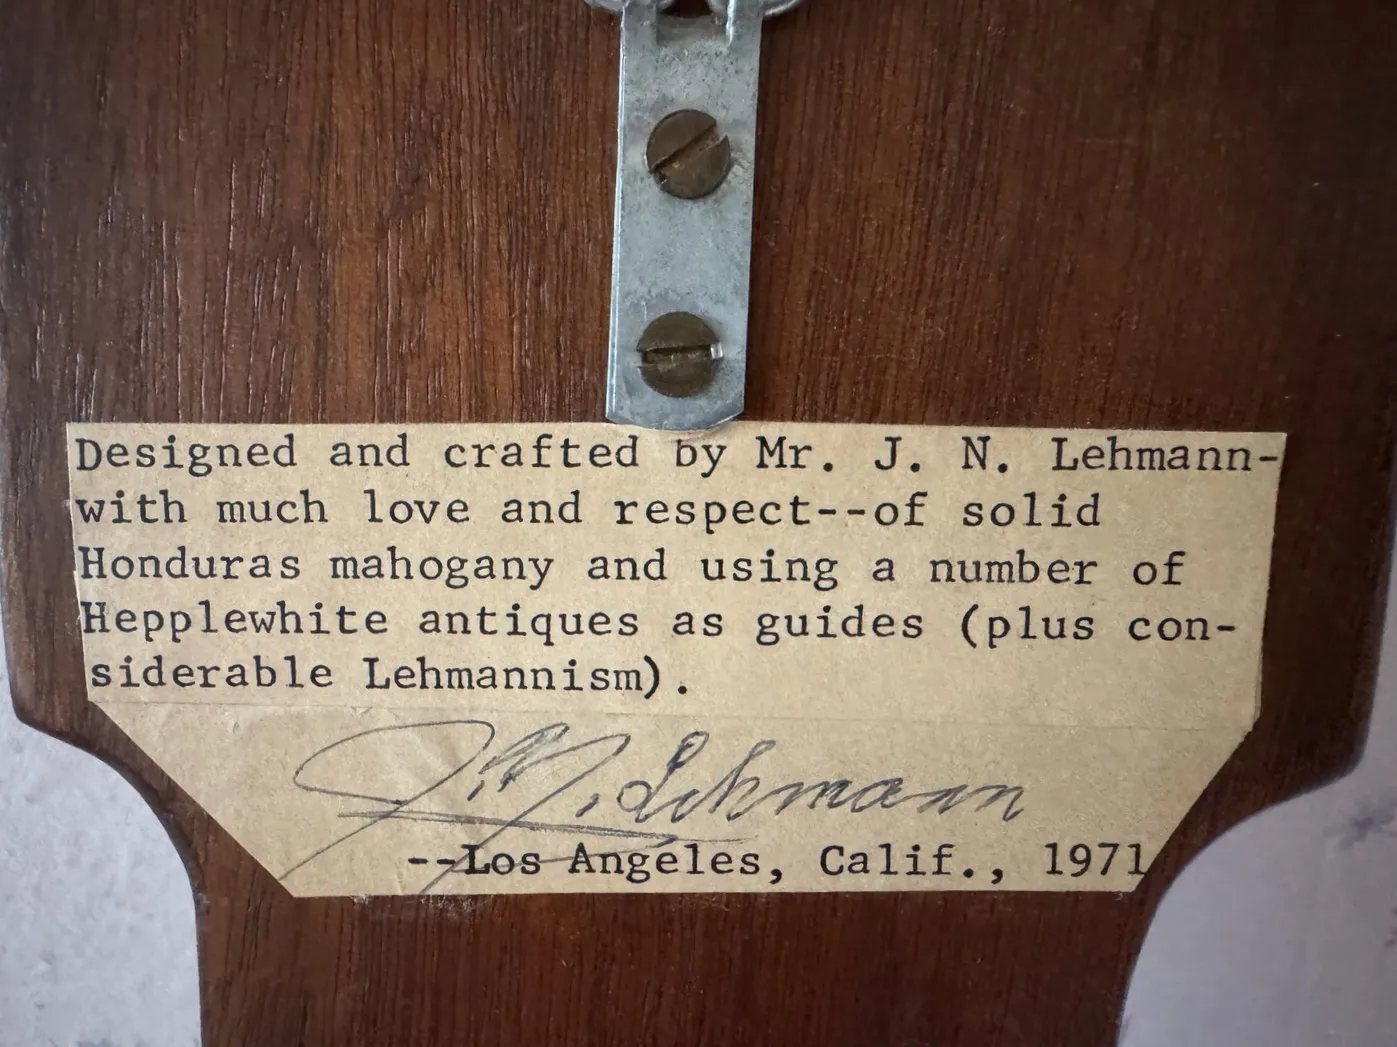 Designed and crafted by Mr. J. N. Lehmann-
with much love and respect--of solid
Honduras mahogany and using a number of
Hepplewhite antiques as guides (plus con-
siderable Lehmannism).
J. N. Lehmann
--Los Angeles, Calif., 1971